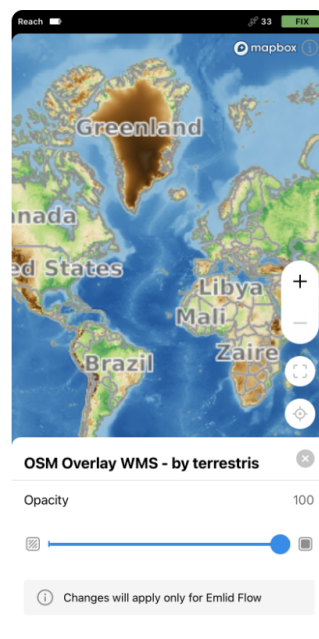 Reach 33 FIX
mapbox
Greenland
nada
ed States
Libya
Mali
Zaire
Brazil
OSM Overlay WMS - by terrestris
Opacity 100
Changes will apply only for Emlid Flow